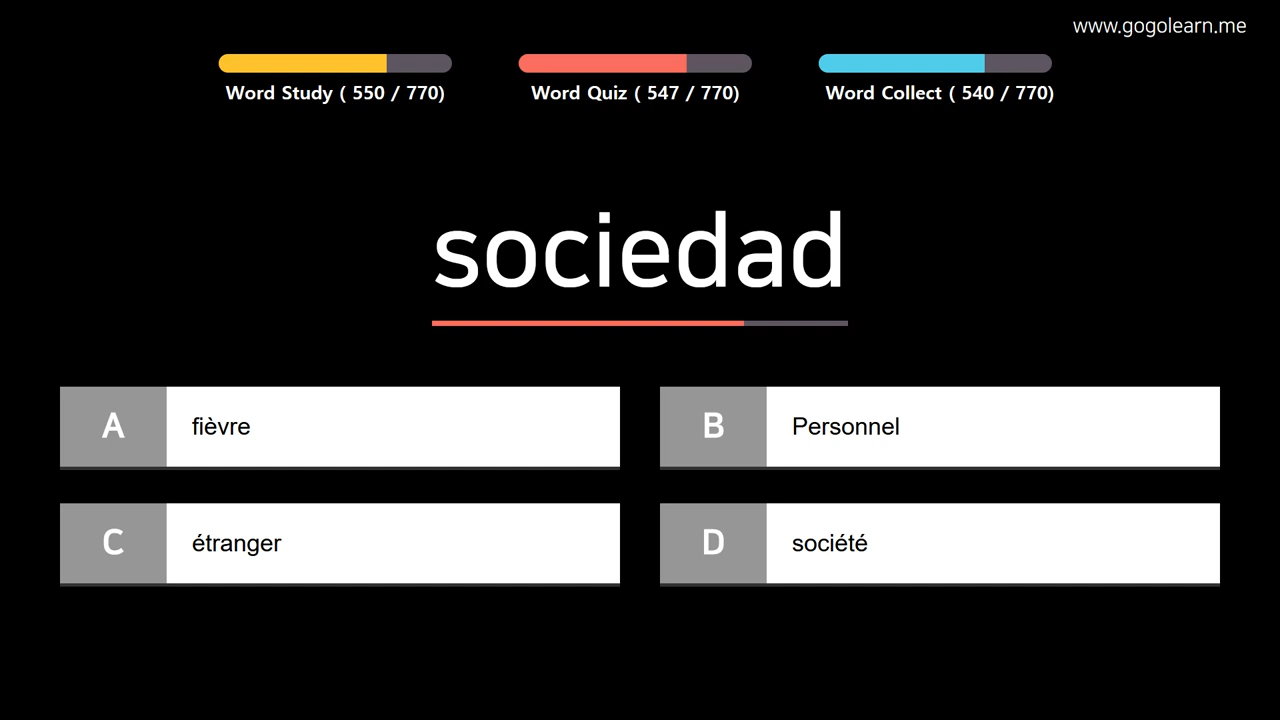 www.gogolearn.me
Word Study ( 550 / 770)
Word Quiz ( 547 / 770)
Word Collect ( 540 / 770)
sociedad
A fièvre
B Personnel
C étranger
D société